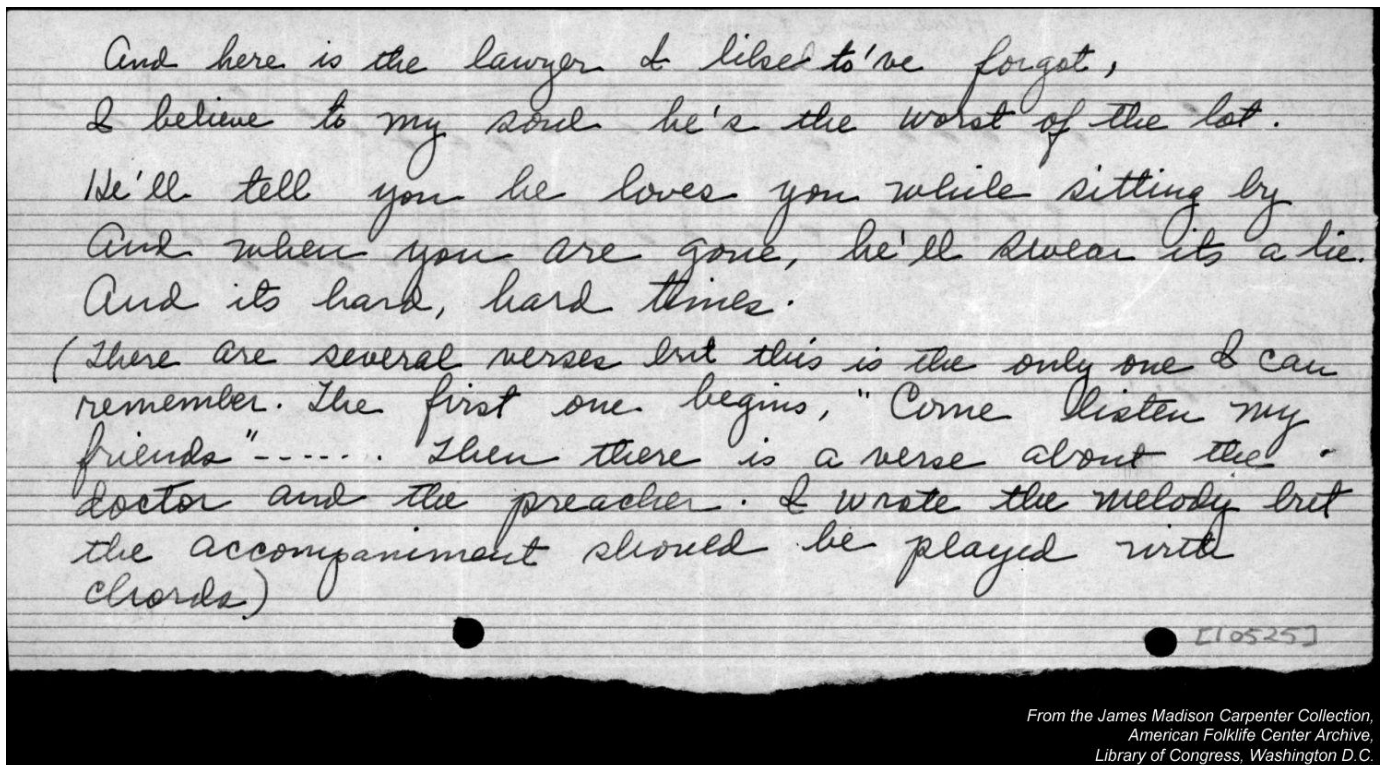 And here is the lawyer I liked to've forgot,
I believe to my soul he's the worst of the lot.
He'll tell you he loves you while sitting by
And when you are gone, he'll swear its a lie.
And its hard, hard times.
(There are several verses but this is the only one I can
remember. The first one begins, "Come listen my
friends"------. Then there is a verse about the
doctor and the preacher. I wrote the melody but
the accompaniment should be played with
chords)
[10525]
From the James Madison Carpenter Collection,
American Folklife Center Archive,
Library of Congress, Washington D.C.